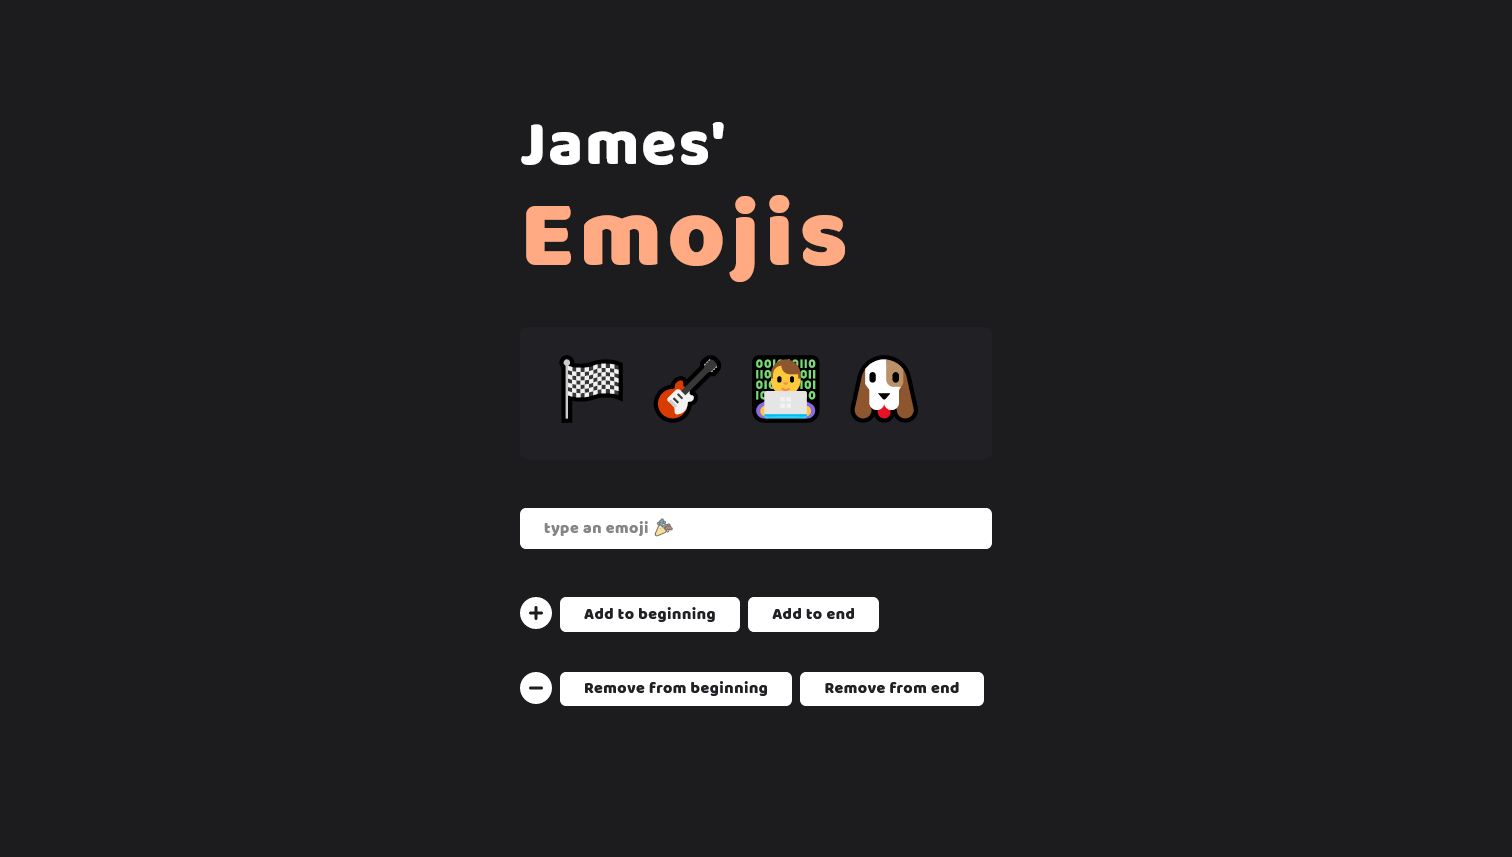 James'
Emojis
type an emoji 🎉
Add to beginning
Add to end
Remove from beginning
Remove from end